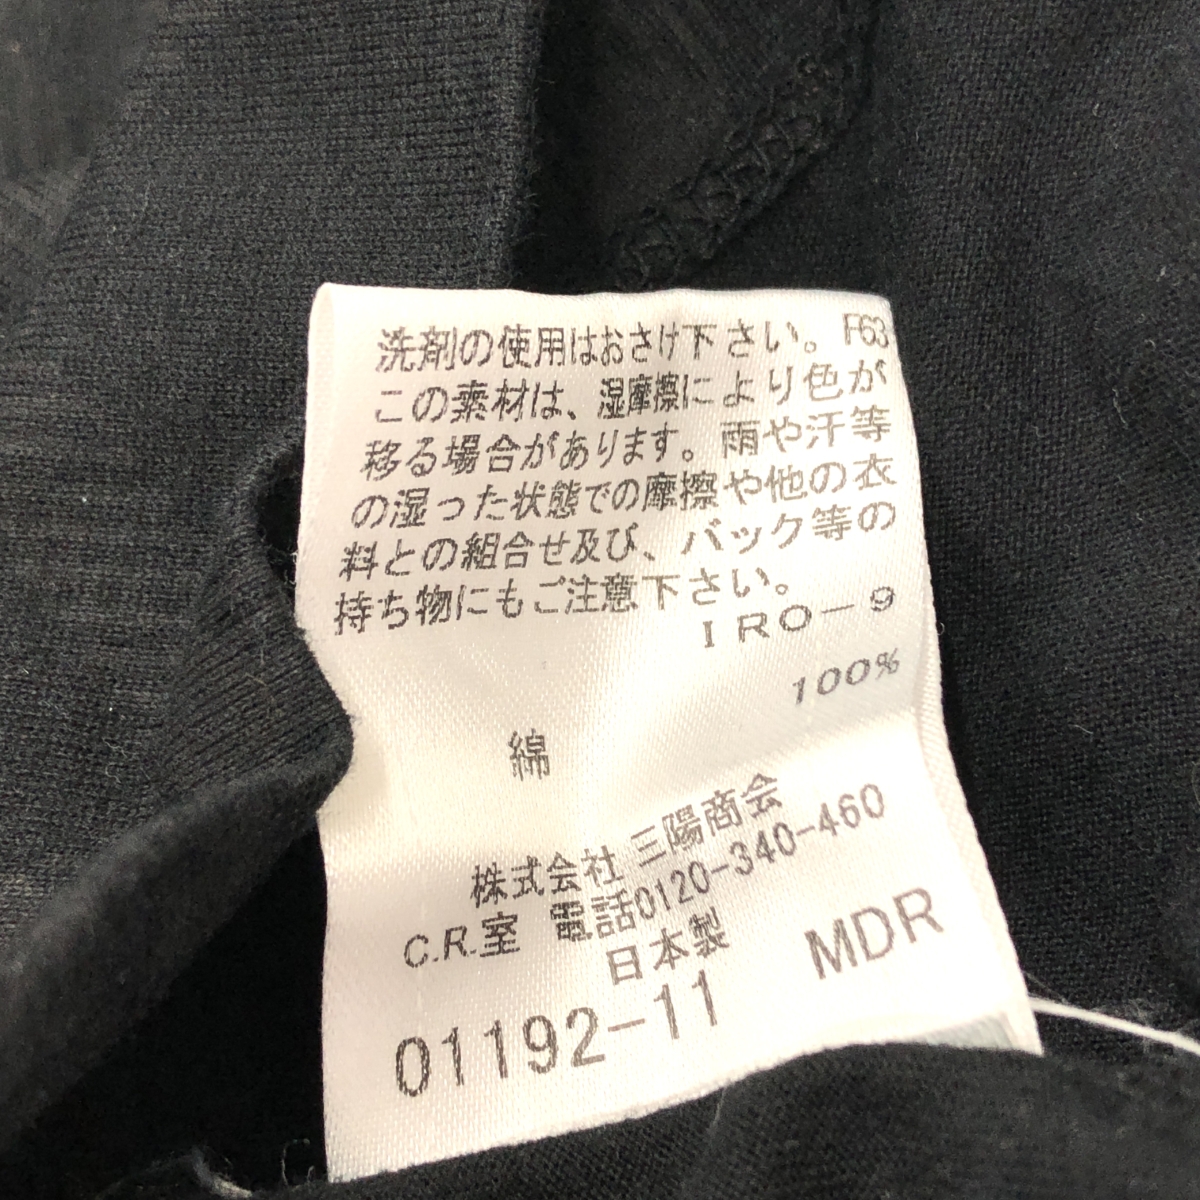 洗剤の使用はおさけ下さい。F63
この素材は、湿摩擦により色が
移る場合があります。雨や汗等
の湿った状態での摩擦や他の衣
料との組合せ及び、バック等の
持ち物にもご注意下さい。
IRO-9
綿 100%
株式会社 三陽商会
C.R.室 電話0120-340-460
日本製 MDR
01192-11